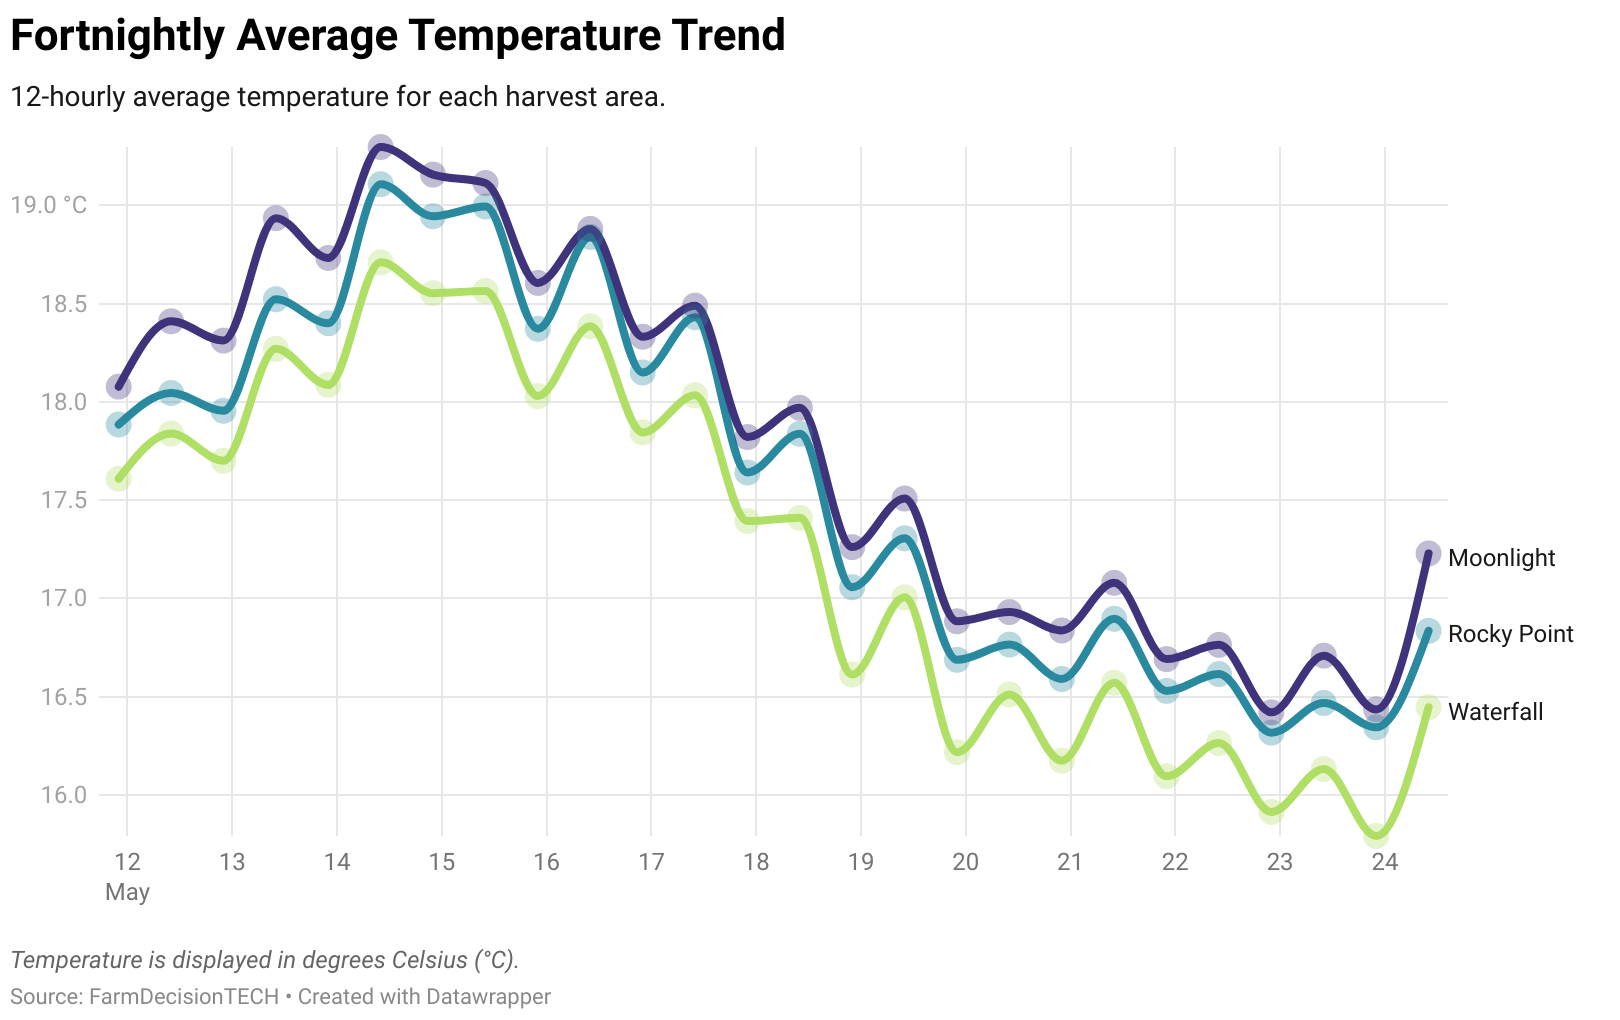 Fortnightly Average Temperature Trend
12-hourly average temperature for each harvest area.
19.0 °C
18.5
18.0
17.5
17.0
16.5
16.0
Moonlight
Rocky Point
Waterfall
12 13 14 15 16 17 18 19 20 21 22 23 24
May
Temperature is displayed in degrees Celsius (°C).
Source: FarmDecisionTECH • Created with Datawrapper